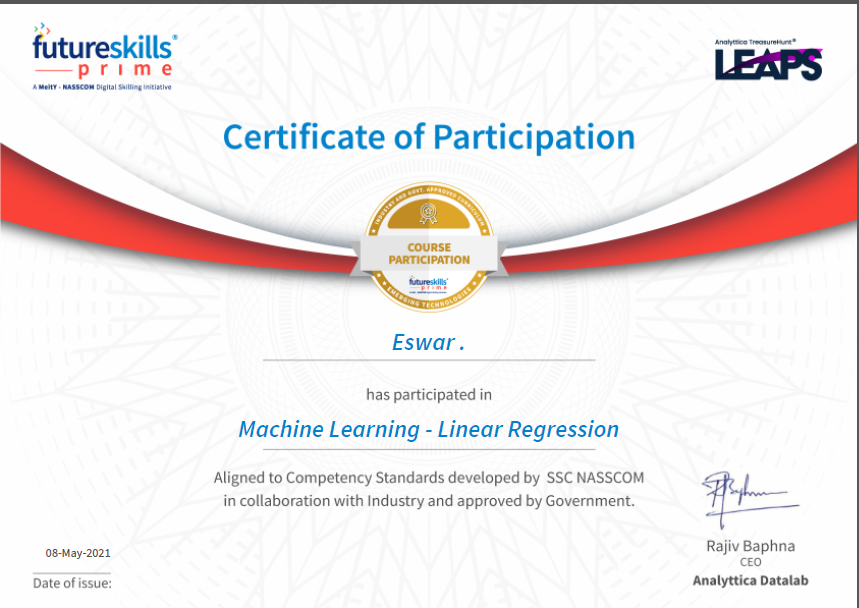 futureskills®
prime
A MeitY - NASSCOM Digital Skilling Initiative
Analyttica TreasureHunt®
LEAPS
Certificate of Participation
INDUSTRY AND GOVT. APPROVED CURRICULUM
COURSE
PARTICIPATION
futureskills
prime
EMERGING TECHNOLOGIES
Eswar .
has participated in
Machine Learning - Linear Regression
Aligned to Competency Standards developed by SSC NASSCOM
in collaboration with Industry and approved by Government.
08-May-2021
Date of issue:
Rajiv Baphna
CEO
Analyttica Datalab